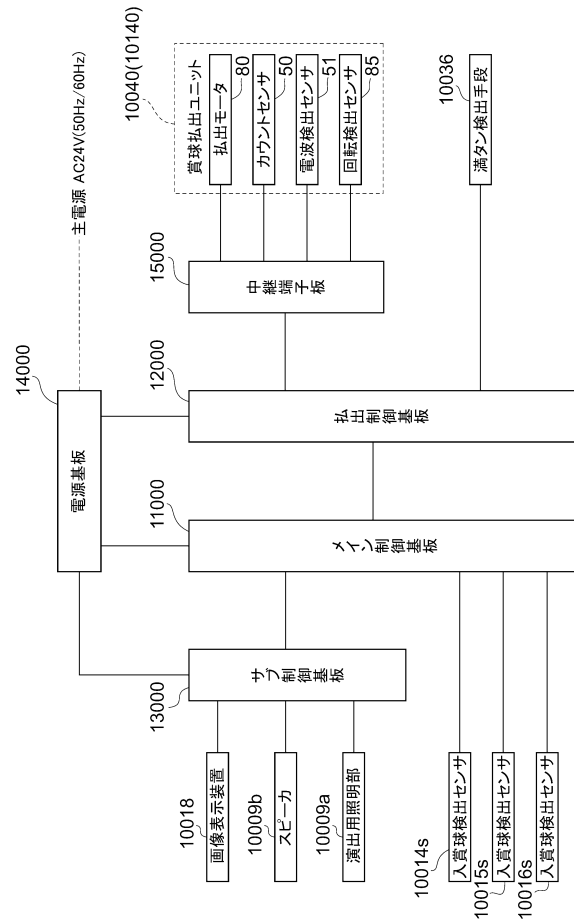 主電源 AC24V(50Hz/60Hz)
14000
電源基板
10040(10140)
賞球払出ユニット
払出モータ
80
カウントセンサ
50
電波検出センサ
51
回転検出センサ
85
15000
中継端子板
10036
満タン検出手段
12000
払出制御基板
11000
メイン制御基板
サブ制御基板
13000
10018
画像表示装置
10009b
スピーカ
10009a
演出用照明部
10014s
入賞球検出センサ
10015s
入賞球検出センサ
10016s
入賞球検出センサ